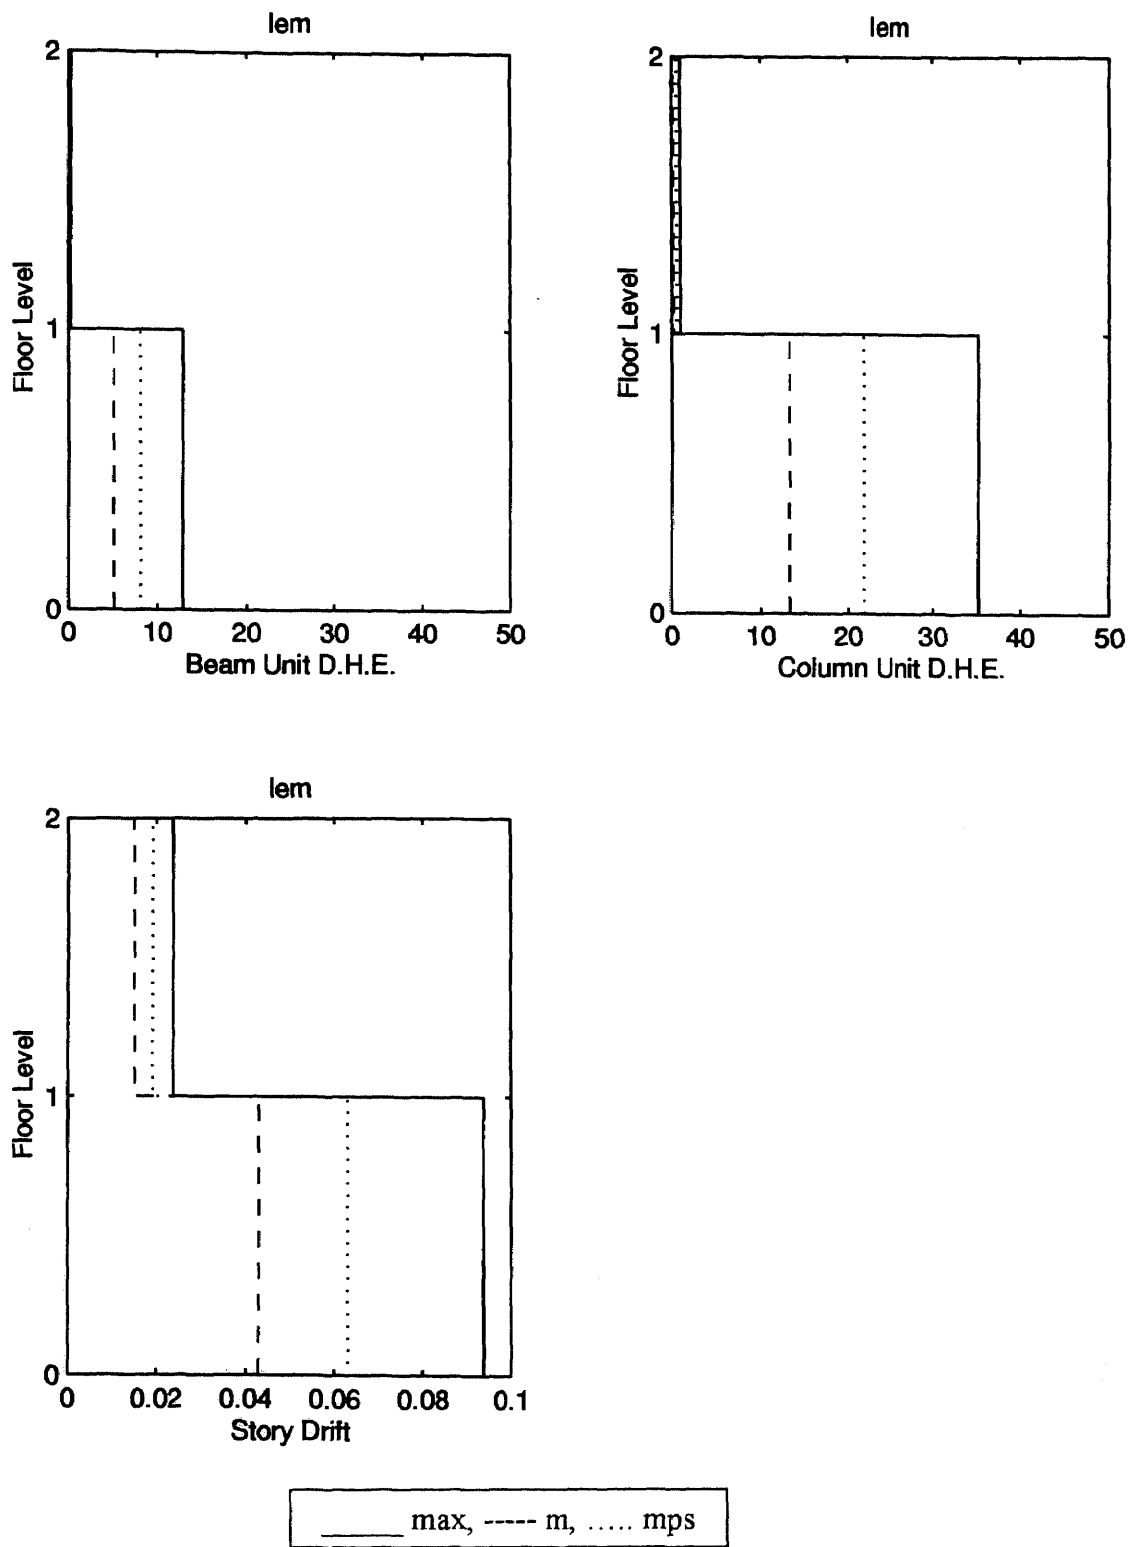 lem
2
1
0
Floor Level
0 10 20 30 40 50
Beam Unit D.H.E.
lem
2
1
0
Floor Level
0 10 20 30 40 50
Column Unit D.H.E.
lem
2
1
0
Floor Level
0 0.02 0.04 0.06 0.08 0.1
Story Drift
_____ max, ----- m, ..... mps